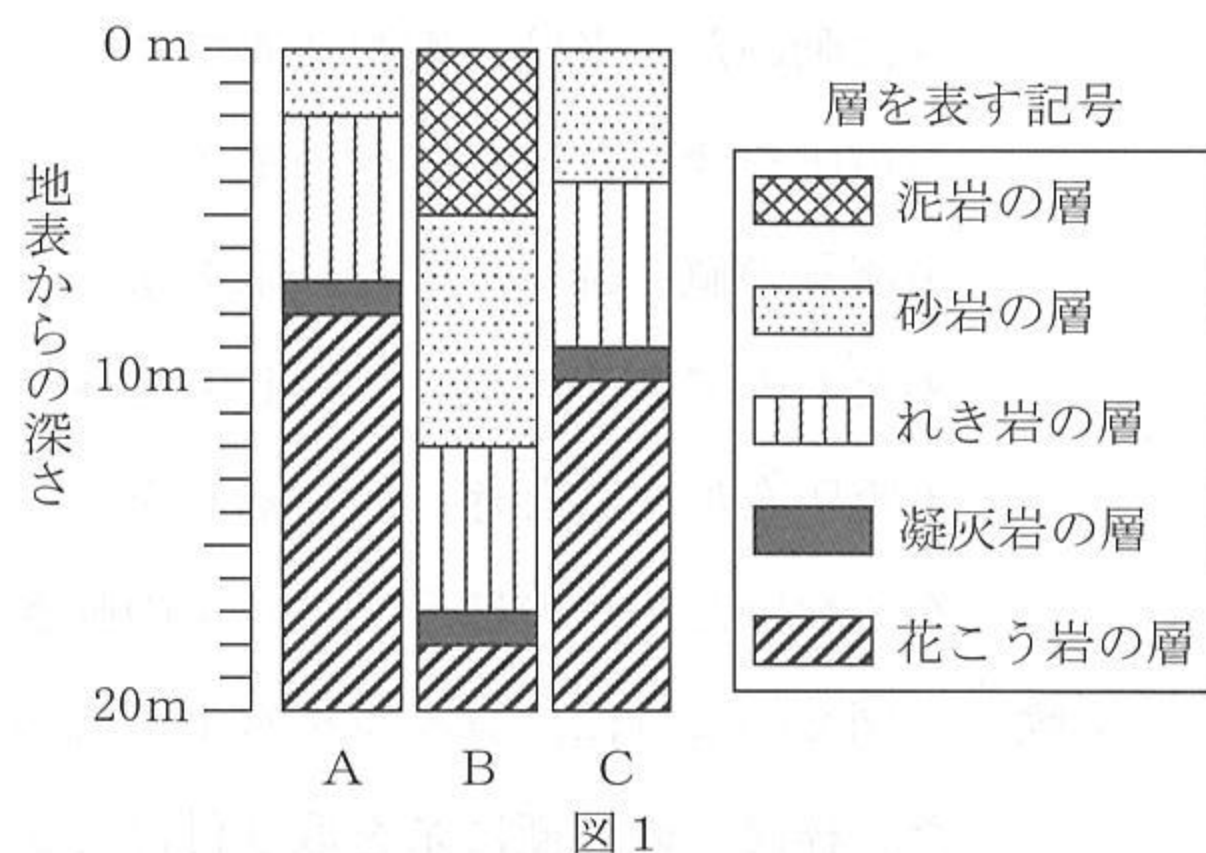 0 m
10m
20m
地表からの深さ
A B C
図1
層を表す記号
泥岩の層
砂岩の層
れき岩の層
凝灰岩の層
花こう岩の層